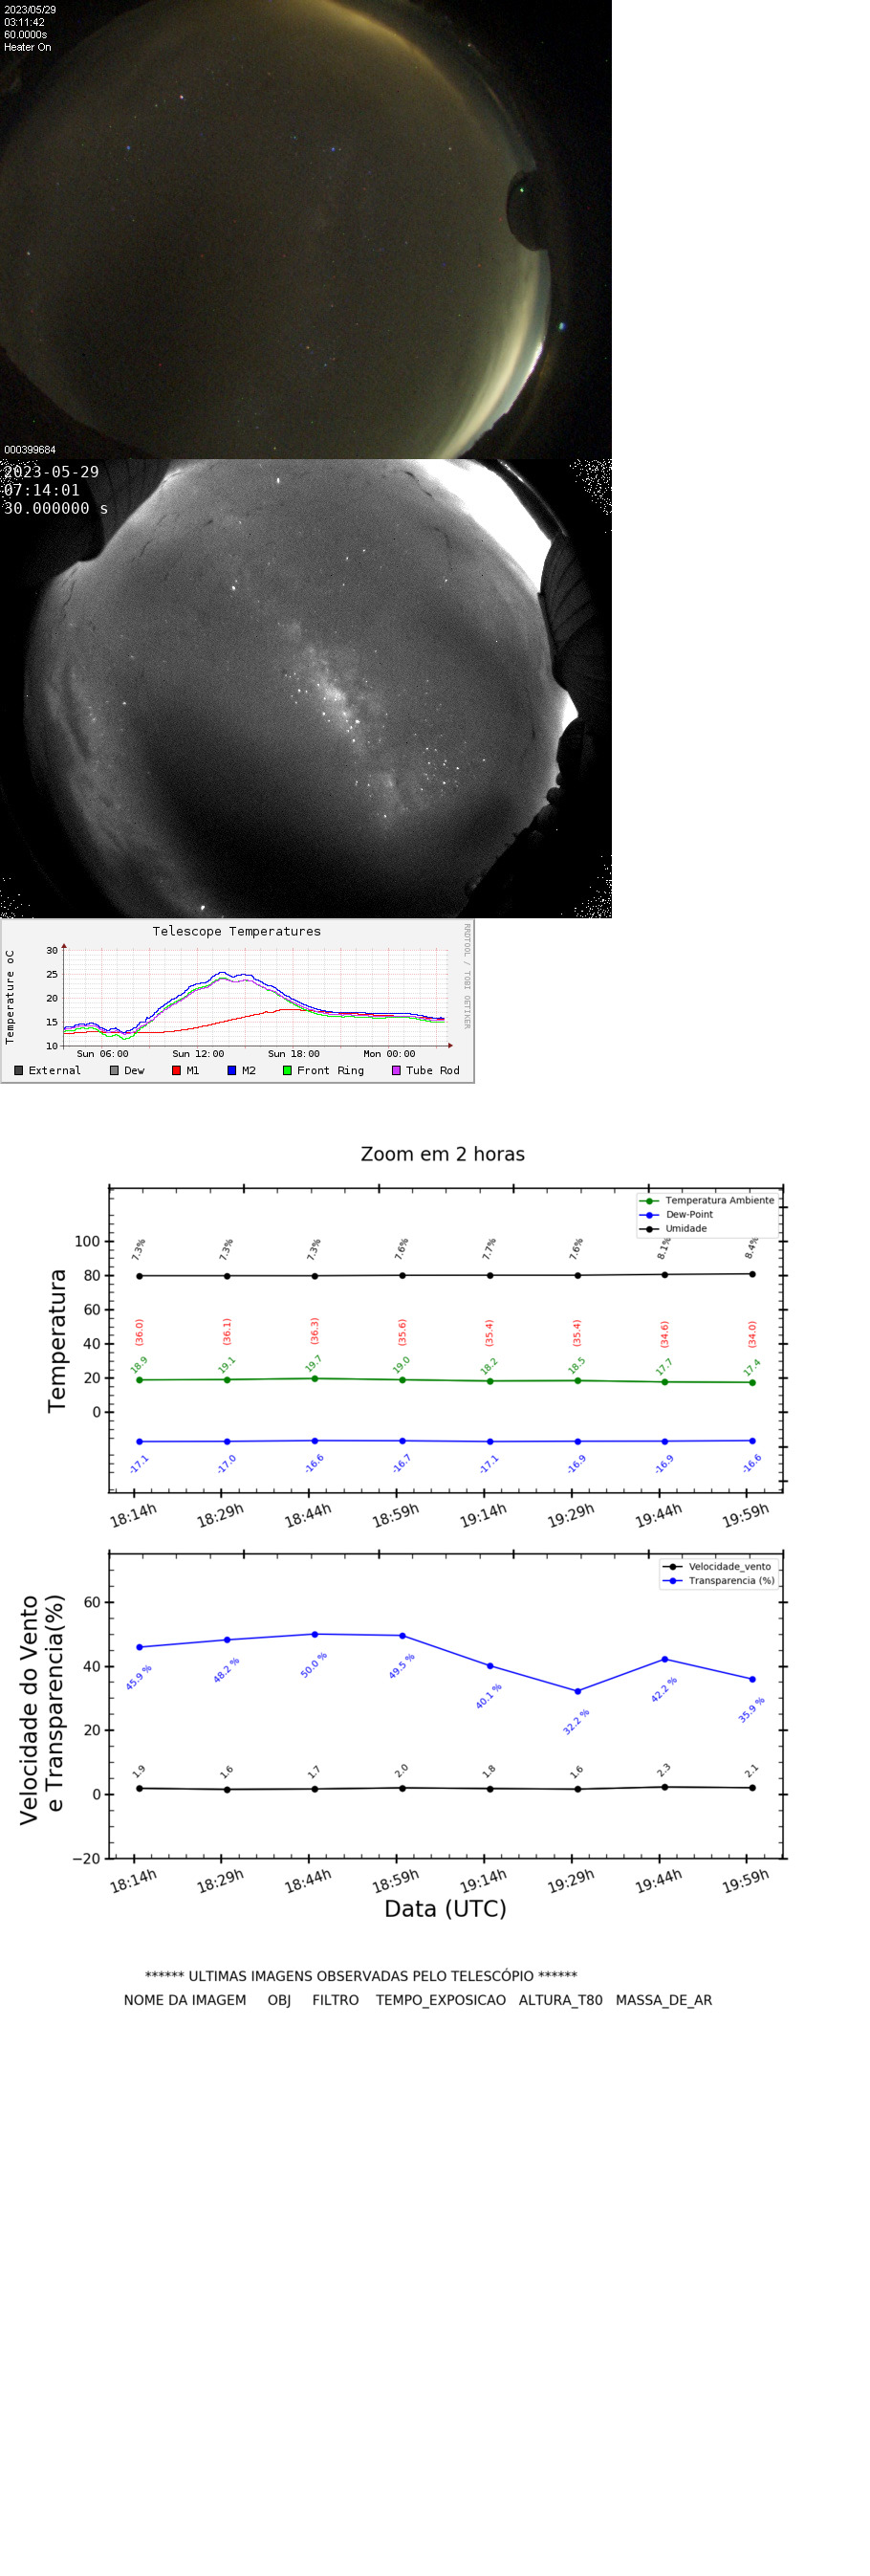 2023/05/29
03:11:42
60.0000s
Heater On
000399684
2023-05-29
07:14:01
30.000000 s
Telescope Temperatures
RRDTOOL / TOBI OETIKER
Temperature oC
30
25
20
15
10
Sun 06:00 Sun 12:00 Sun 18:00 Mon 00:00
External Dew M1 M2 Front Ring Tube Rod
Zoom em 2 horas
Temperatura Ambiente
Dew-Point
Umidade
Temperatura
100
80
60
40
20
0
7.3% 7.3% 7.3% 7.6% 7.7% 7.6% 8.1% 8.4%
(36.0) (36.1) (36.3) (35.6) (35.4) (35.4) (34.6) (34.0)
18.9 19.1 19.7 19.0 18.2 18.5 17.7 17.4
-17.1 -17.0 -16.6 -16.7 -17.1 -16.9 -16.9 -16.6
18:14h 18:29h 18:44h 18:59h 19:14h 19:29h 19:44h 19:59h
Velocidade_vento
Transparencia (%)
Velocidade do Vento
e Transparencia(%)
60
40
20
0
−20
45.9 % 48.2 % 50.0 % 49.5 % 40.1 % 32.2 % 42.2 % 35.9 %
1.9 1.6 1.7 2.0 1.8 1.6 2.3 2.1
18:14h 18:29h 18:44h 18:59h 19:14h 19:29h 19:44h 19:59h
Data (UTC)
****** ULTIMAS IMAGENS OBSERVADAS PELO TELESCÓPIO ******
NOME DA IMAGEM OBJ FILTRO TEMPO_EXPOSICAO ALTURA_T80 MASSA_DE_AR